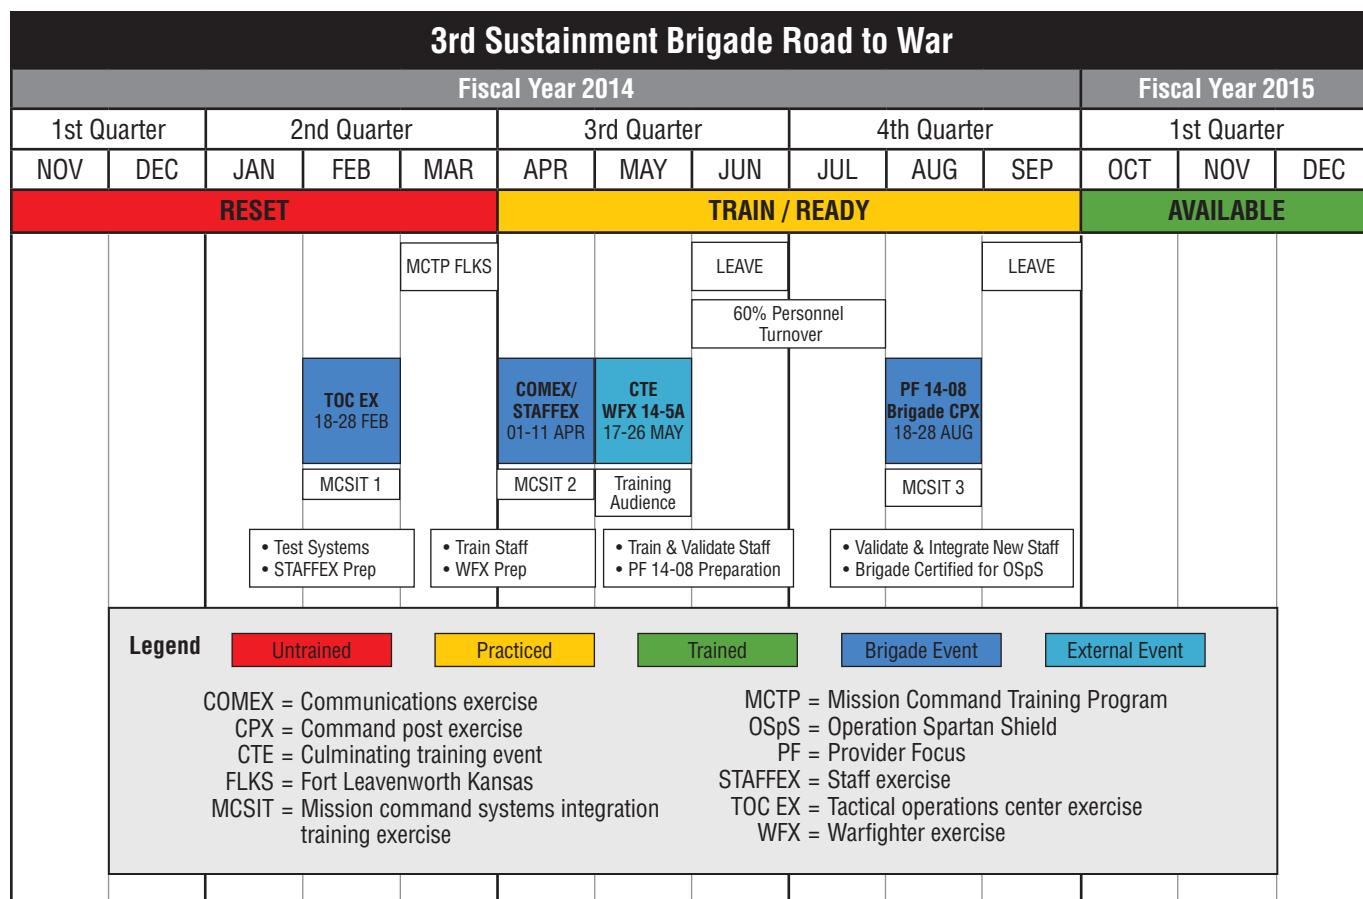 3rd Sustainment Brigade Road to War
Fiscal Year 2014 Fiscal Year 2015
1st Quarter 2nd Quarter 3rd Quarter 4th Quarter 1st Quarter
NOV DEC JAN FEB MAR APR MAY JUN JUL AUG SEP OCT NOV DEC
RESET TRAIN / READY AVAILABLE
MCTP FLKS LEAVE LEAVE
60% Personnel
Turnover
TOC EX
18-28 FEB
COMEX/
STAFFEX
01-11 APR
CTE
WFX 14-5A
17-26 MAY
PF 14-08
Brigade CPX
18-28 AUG
MCSIT 1
MCSIT 2
Training
Audience
MCSIT 3
• Test Systems
• STAFFEX Prep
• Train Staff
• WFX Prep
• Train & Validate Staff
• PF 14-08 Preparation
• Validate & Integrate New Staff
• Brigade Certified for OSpS
Legend Untrained Practiced Trained Brigade Event External Event
COMEX = Communications exercise
CPX = Command post exercise
CTE = Culminating training event
FLKS = Fort Leavenworth Kansas
MCSIT = Mission command systems integration
training exercise
MCTP = Mission Command Training Program
OSpS = Operation Spartan Shield
PF = Provider Focus
STAFFEX = Staff exercise
TOC EX = Tactical operations center exercise
WFX = Warfighter exercise